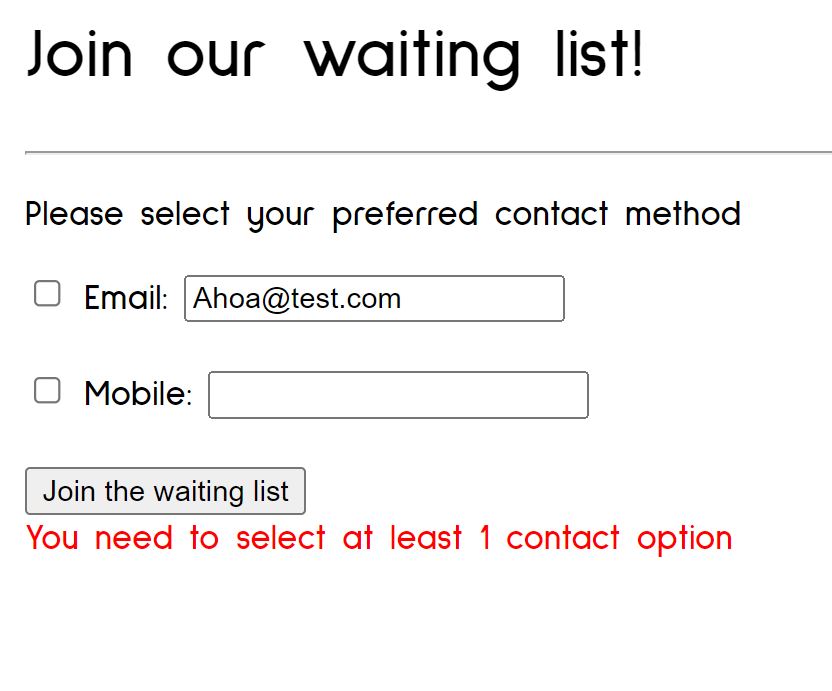 Join our waiting list!
Please select your preferred contact method
Email: Ahoa@test.com
Mobile:
Join the waiting list
You need to select at least 1 contact option